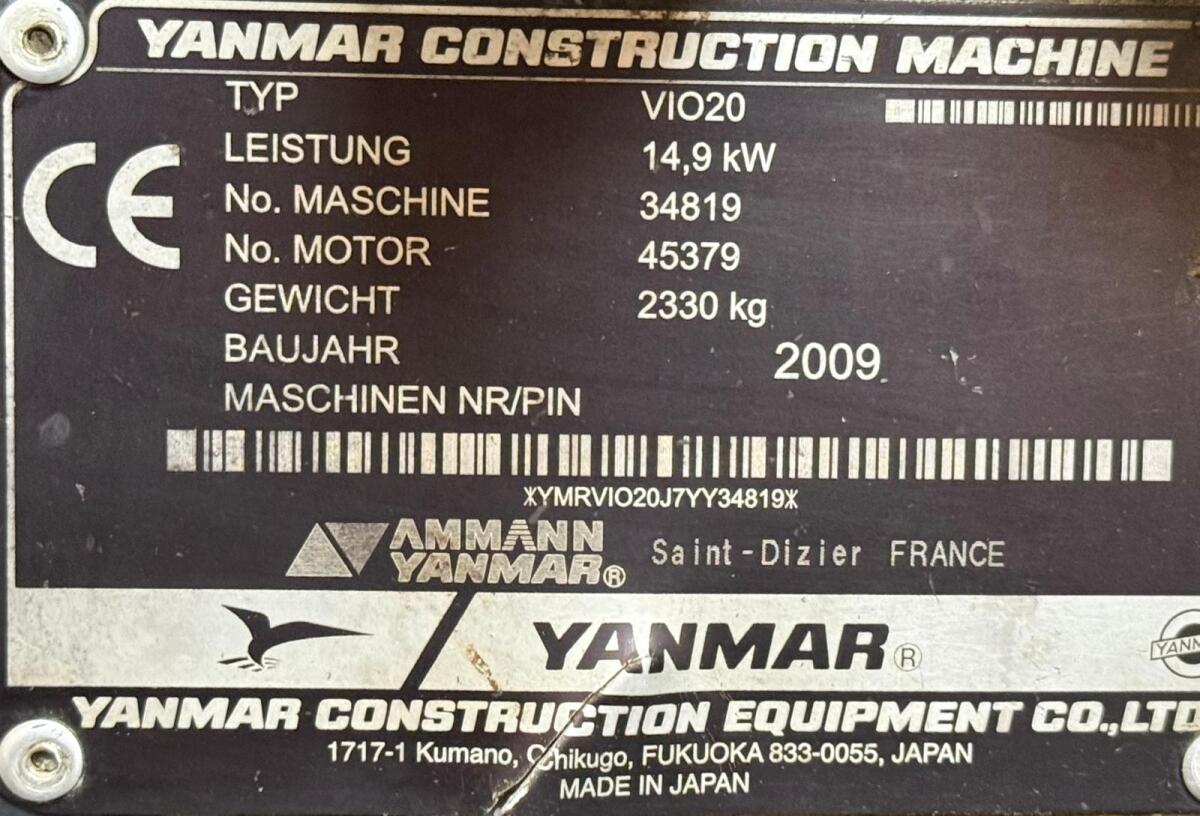 YANMAR CONSTRUCTION MACHINE
TYP VIO20
LEISTUNG 14,9 kW
No. MASCHINE 34819
No. MOTOR 45379
GEWICHT 2330 kg
BAUJAHR 2009
MASCHINEN NR/PIN
*YMRVIO20J7YY34819*
CE
AMMANN
YANMAR® Saint-Dizier FRANCE
YANMAR®
YANMAR CONSTRUCTION EQUIPMENT CO.,LTD
1717-1 Kumano, Chikugo, FUKUOKA 833-0055, JAPAN
MADE IN JAPAN